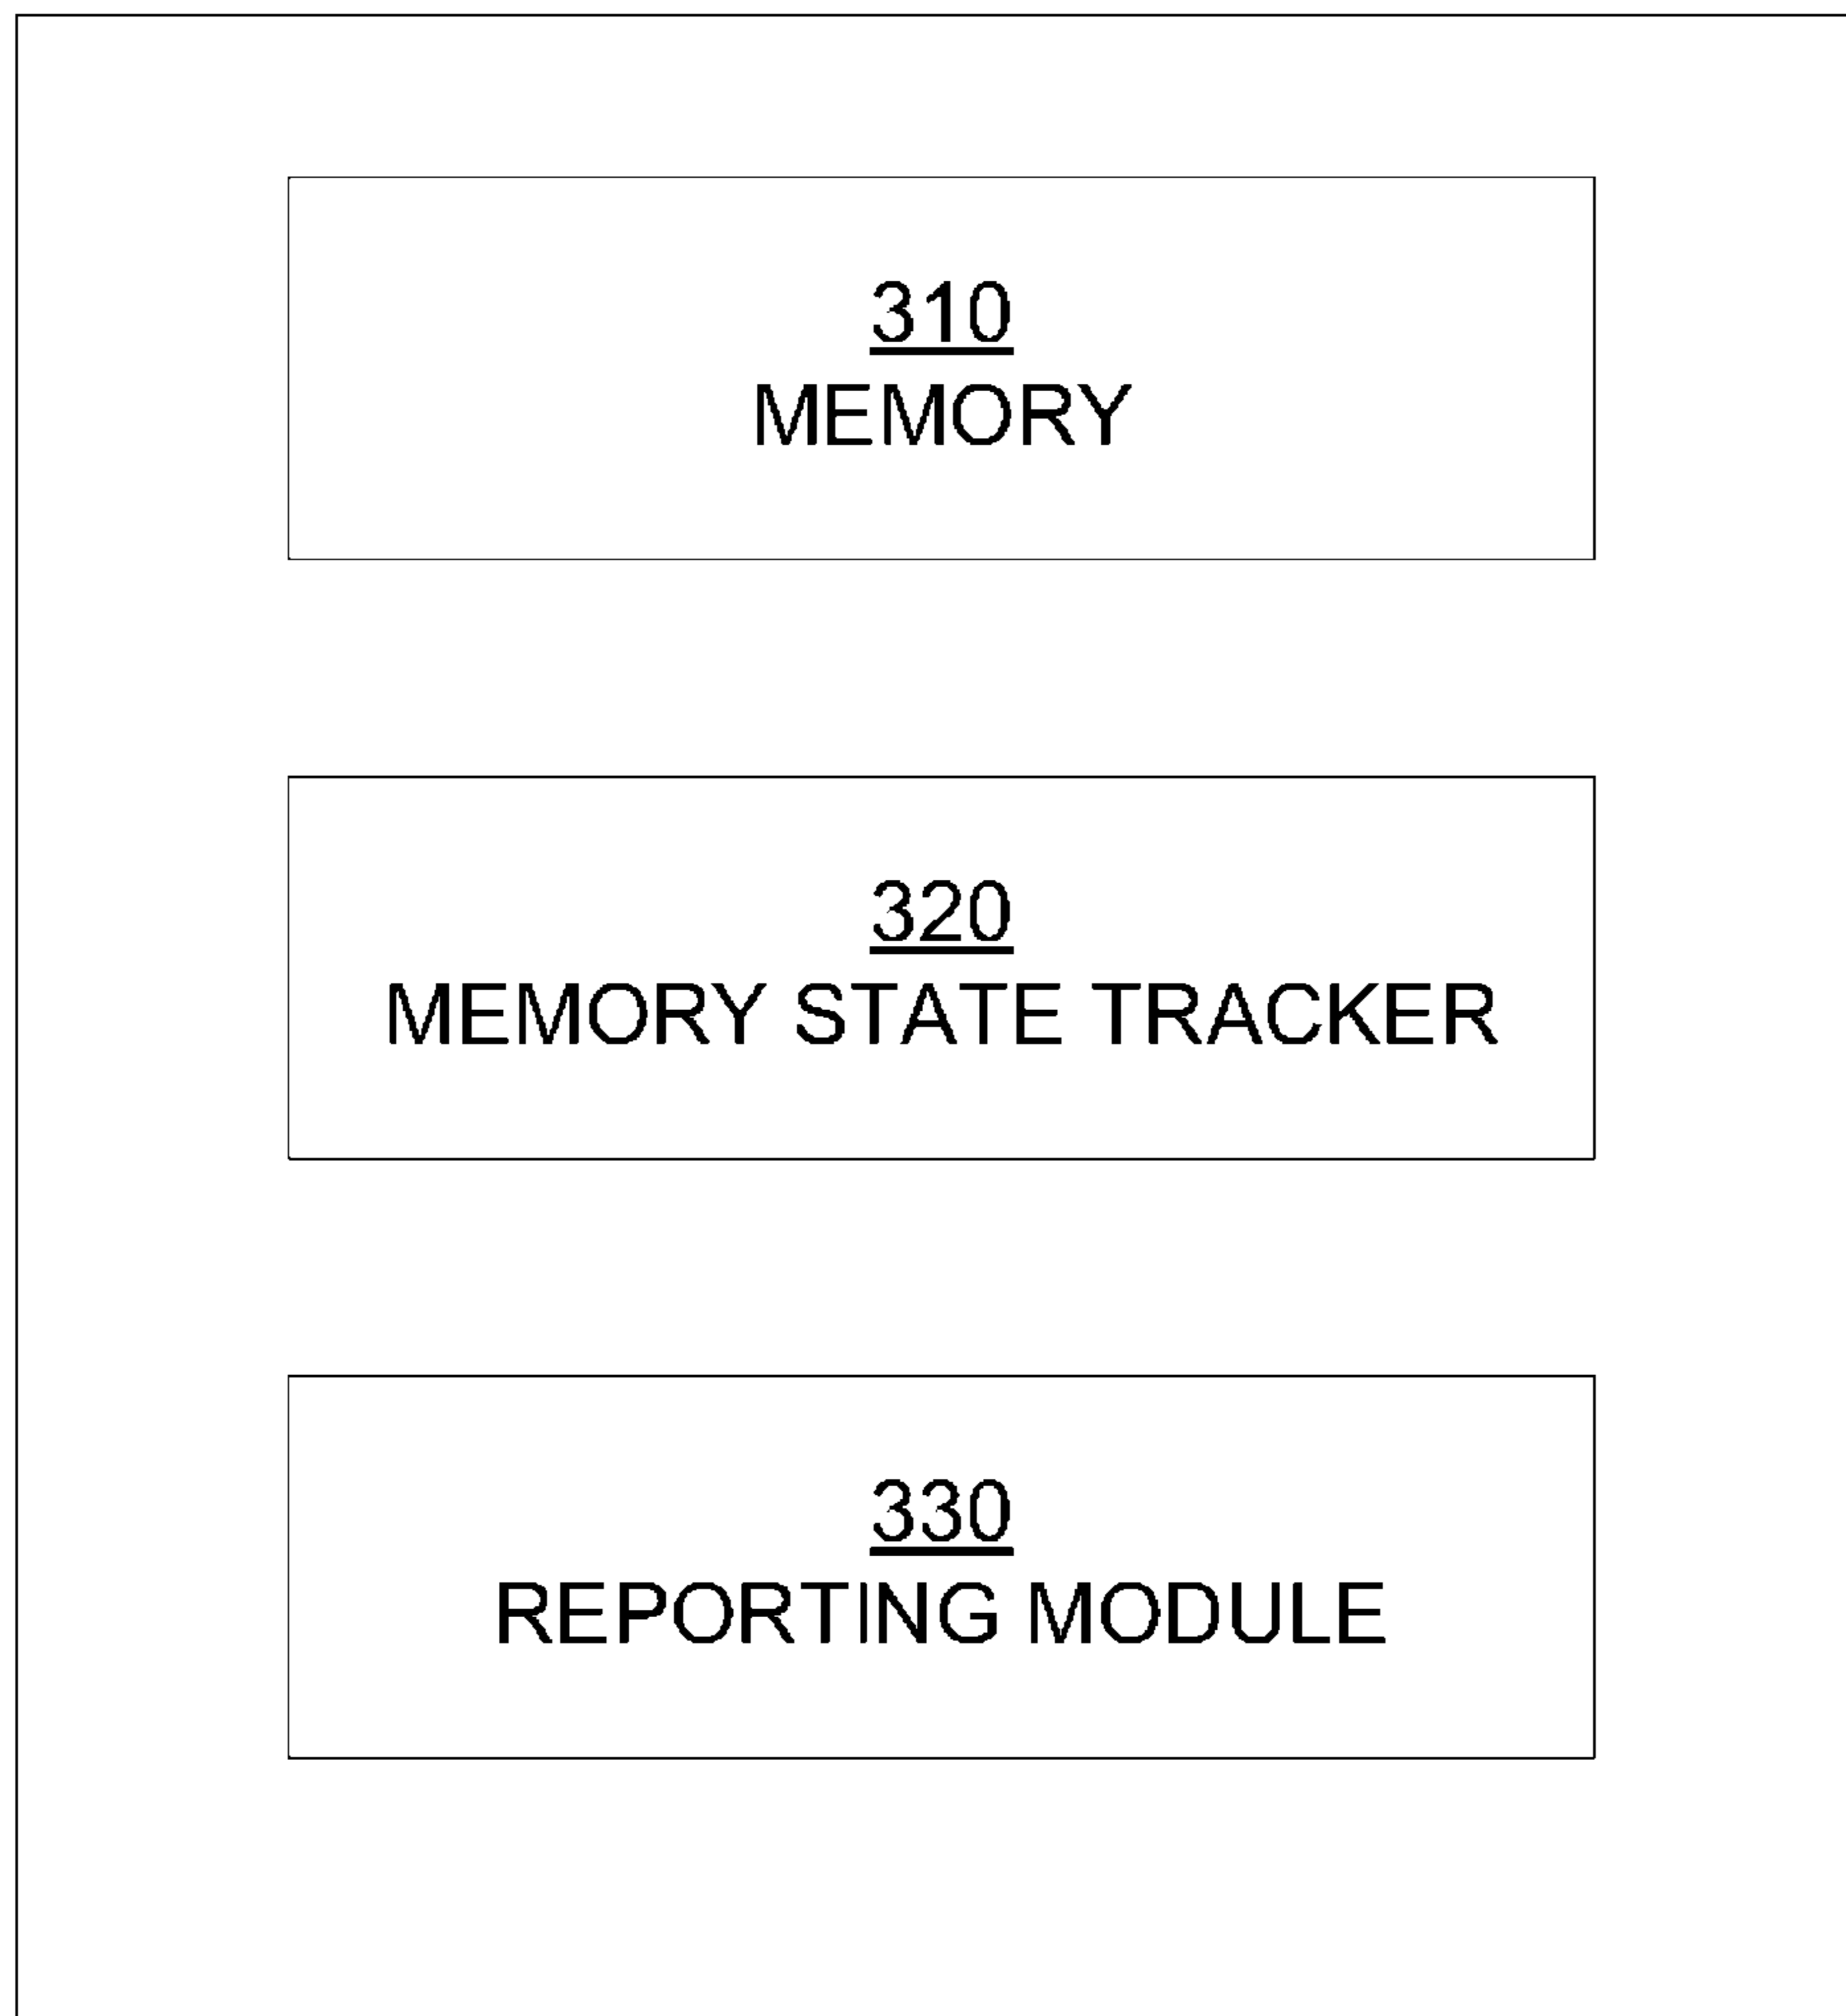 310
MEMORY
320
MEMORY STATE TRACKER
330
REPORTING MODULE